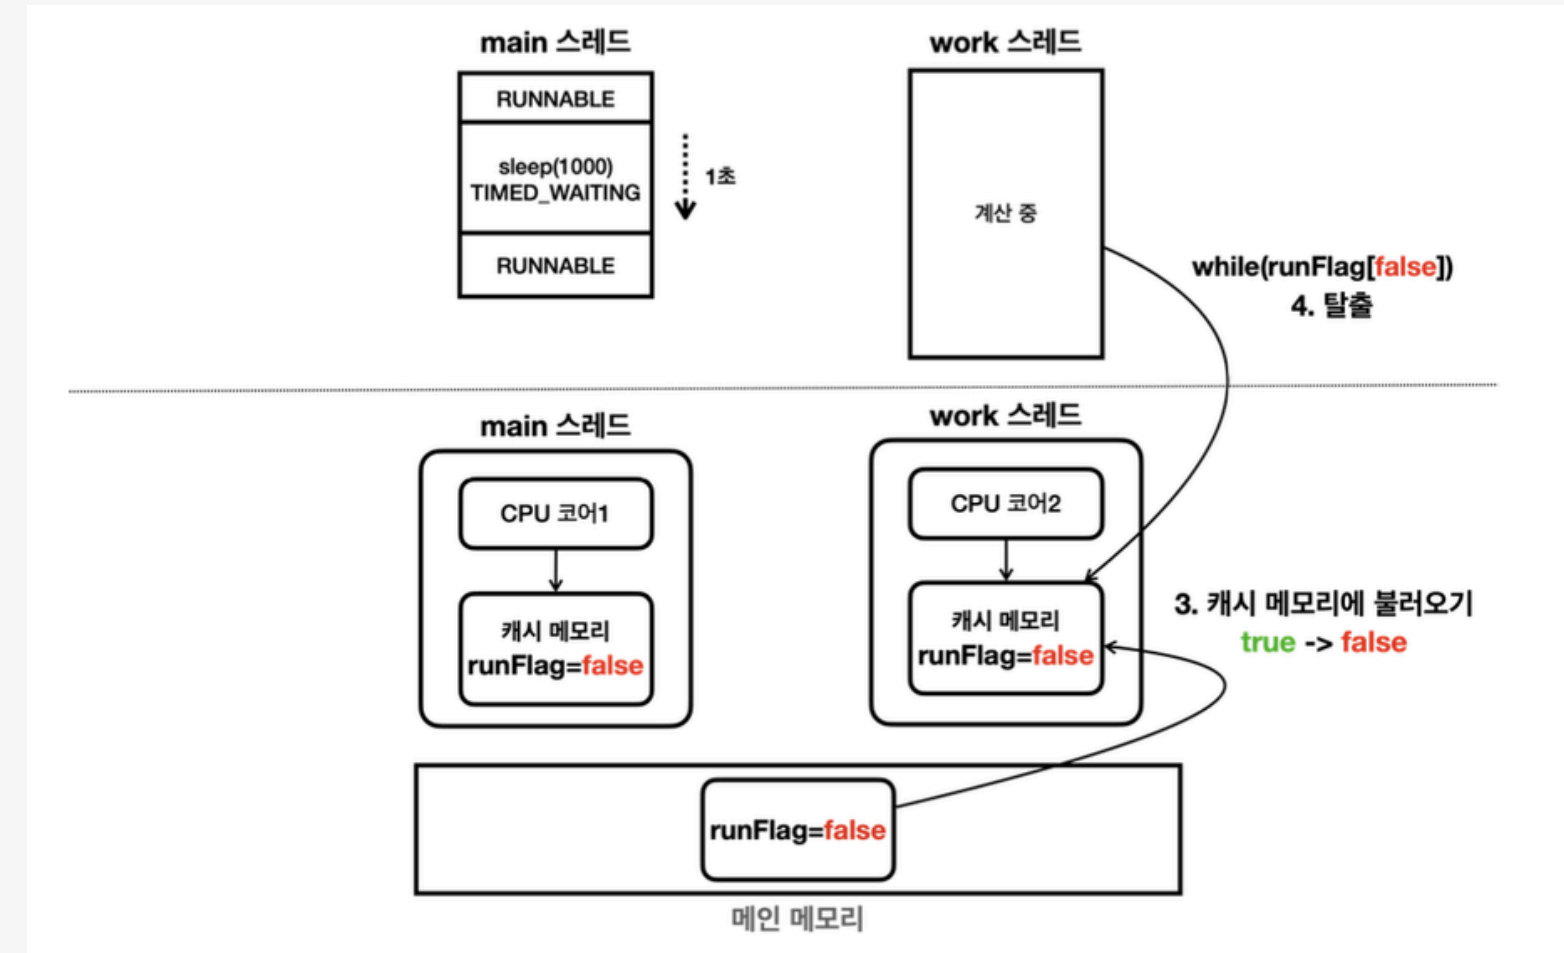 main 스레드
work 스레드
RUNNABLE
sleep(1000)
TIMED_WAITING
1초
RUNNABLE
계산 중
while(runFlag[false])
4. 탈출
main 스레드
work 스레드
CPU 코어1
CPU 코어2
캐시 메모리
runFlag=false
캐시 메모리
runFlag=false
3. 캐시 메모리에 불러오기
true -> false
runFlag=false
메인 메모리